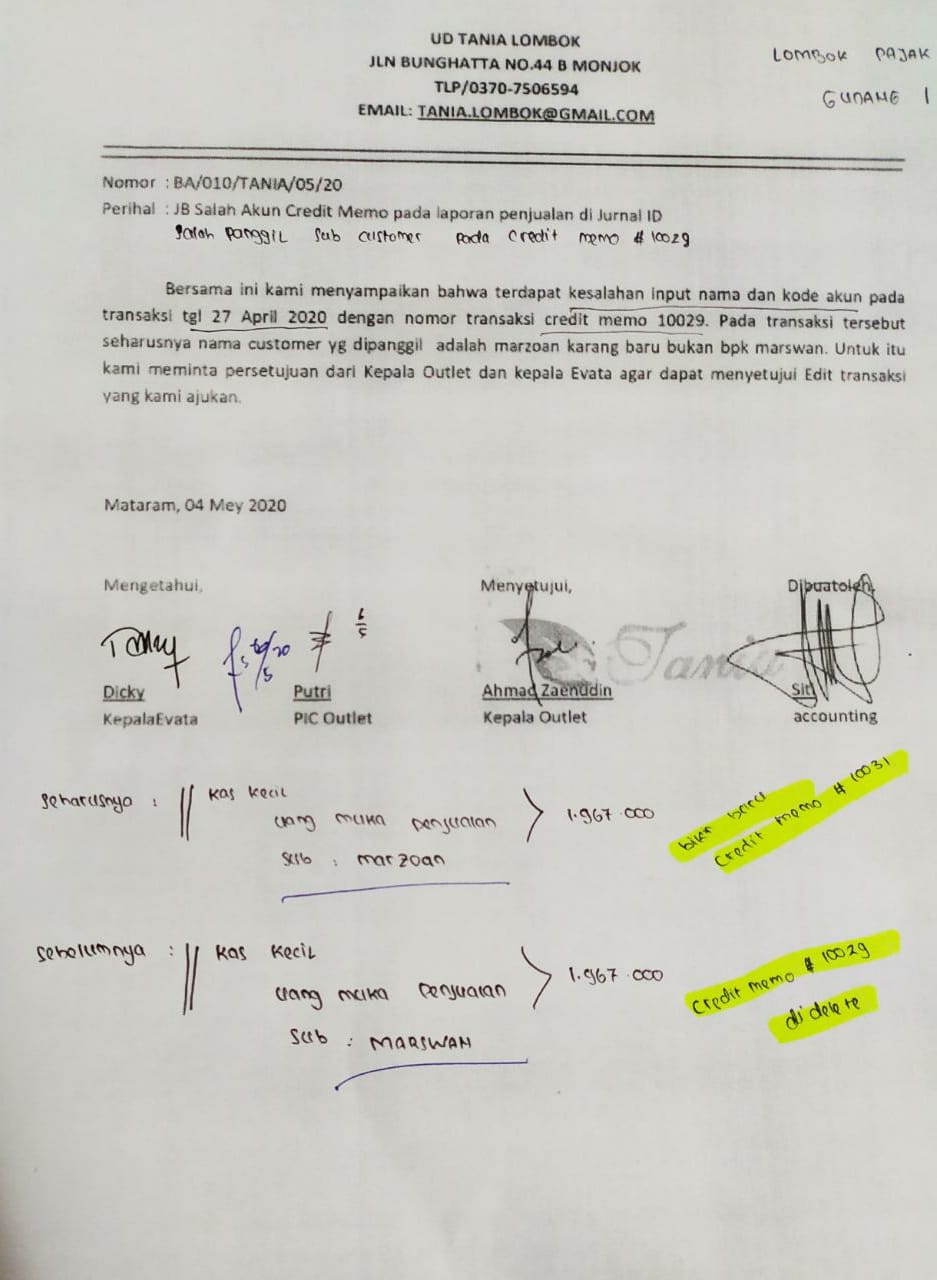 UD TANIA LOMBOK
JLN BUNGHATTA NO.44 B MONJOK
TLP/0370-7506594
EMAIL: TANIA.LOMBOK@GMAIL.COM
LOMBOK PAJAK
GUDANG 1
Nomor : BA/010/TANIA/05/20
Perihal : JB Salah Akun Credit Memo pada laporan penjualan di Jurnal ID
Salah panggil sub customer pada credit memo # 10029
Bersama ini kami menyampaikan bahwa terdapat kesalahan input nama dan kode akun pada
transaksi tgl 27 April 2020 dengan nomor transaksi credit memo 10029. Pada transaksi tersebut
seharusnya nama customer yg dipanggil adalah marzoan karang baru bukan bpk marswan. Untuk itu
kami meminta persetujuan dari Kepala Outlet dan kepala Evata agar dapat menyetujui Edit transaksi
yang kami ajukan.
Mataram, 04 Mey 2020
Mengetahui, Menyetujui, Dibuatoleh,
Tania
Dicky Putri Ahmad Zaenudin Siti
KepalaEvata PIC Outlet Kepala Outlet accounting
seharusnya : kas kecil
uang muka penjualan 1.967.000
sub : marzoan
bikin baru
credit memo # 10031
sebelumnya : kas kecil
uang muka penjualan 1.967.000
sub : MARSWAN
credit memo # 10029
di delete